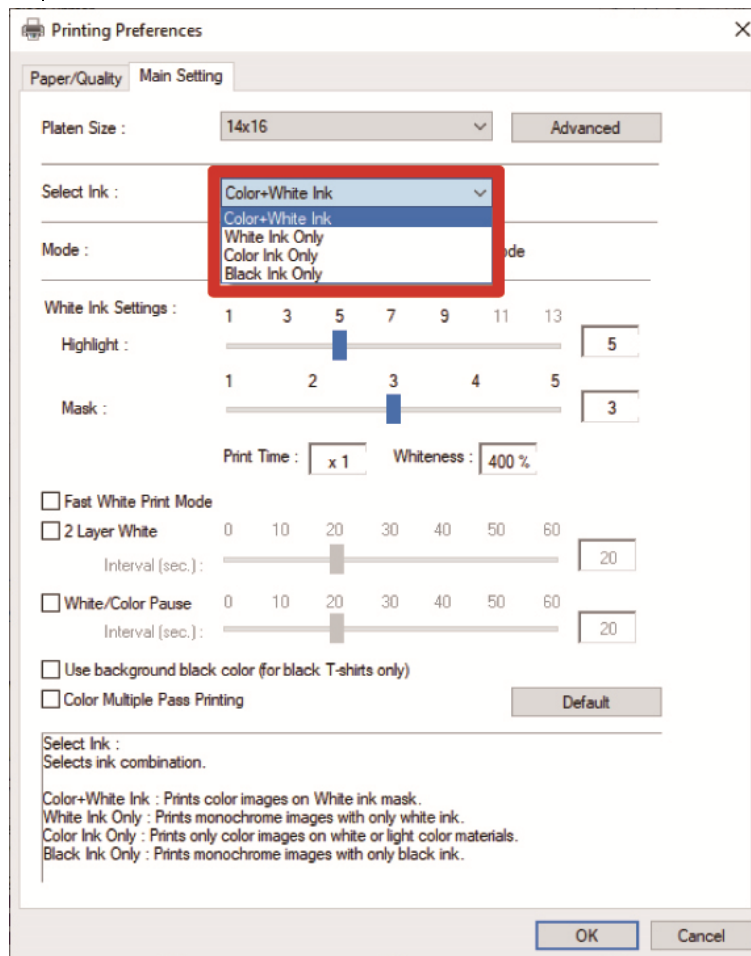 Printing Preferences
Paper/Quality Main Setting
Platen Size : 14x16 Advanced
Select Ink : Color+White Ink
Color+White Ink
White Ink Only
Color Ink Only
Black Ink Only
Mode :
White Ink Settings : 1 3 5 7 9 11 13
Highlight : 5
1 2 3 4 5
Mask : 3
Print Time : x 1 Whiteness : 400 %
Fast White Print Mode
2 Layer White 0 10 20 30 40 50 60
Interval (sec.) : 20
White/Color Pause 0 10 20 30 40 50 60
Interval (sec.) : 20
Use background black color (for black T-shirts only)
Color Multiple Pass Printing Default
Select Ink :
Selects ink combination.
Color+White Ink : Prints color images on White ink mask.
White Ink Only : Prints monochrome images with only white ink.
Color Ink Only : Prints only color images on white or light color materials.
Black Ink Only : Prints monochrome images with only black ink.
OK Cancel